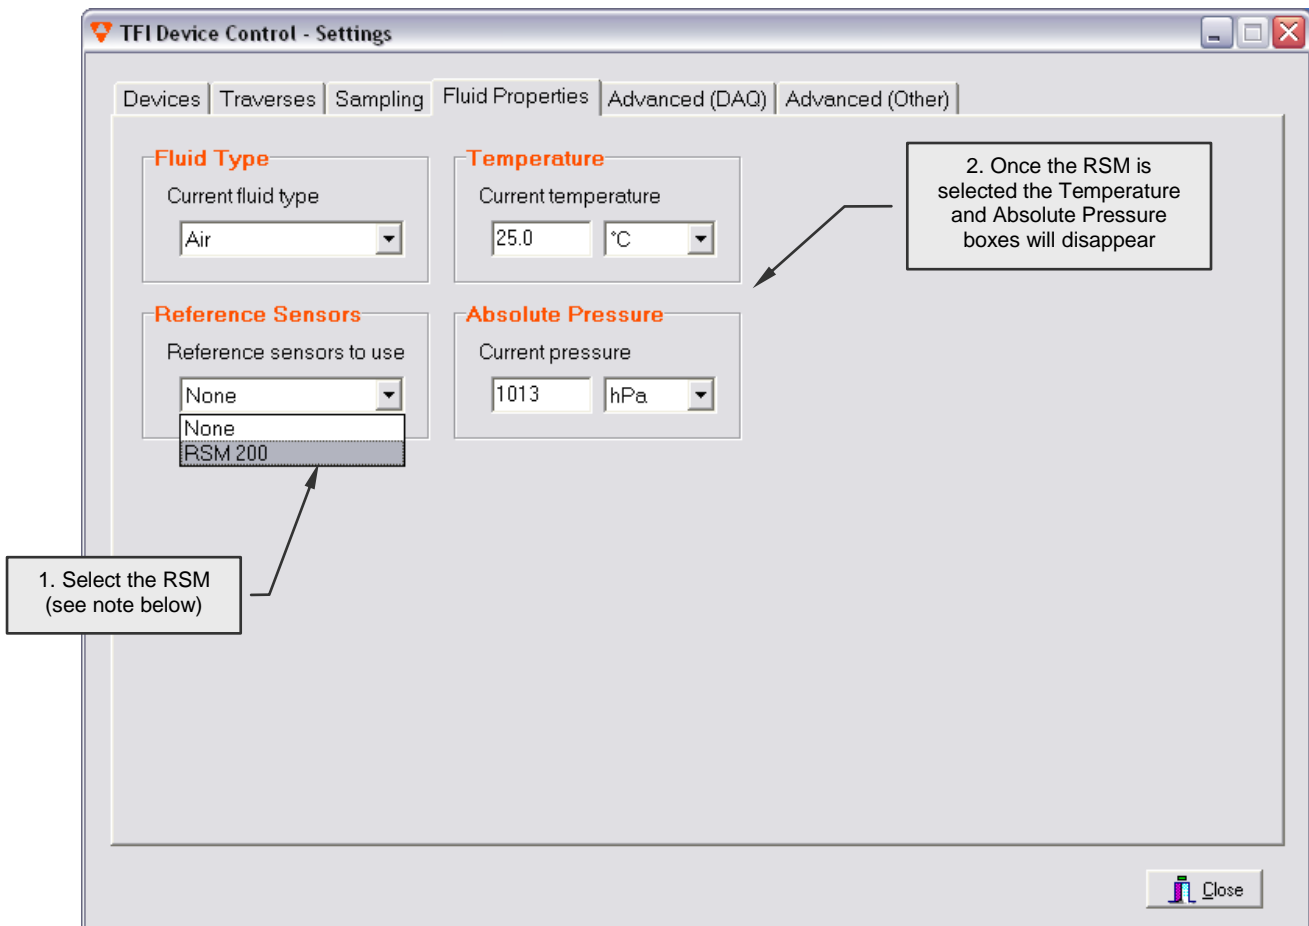 TFI Device Control - Settings
Devices
Traverses
Sampling
Fluid Properties
Advanced (DAQ)
Advanced (Other)
Fluid Type
Current fluid type
Air
Temperature
Current temperature
25.0
°C
2. Once the RSM is
selected the Temperature
and Absolute Pressure
boxes will disappear
Reference Sensors
Reference sensors to use
None
None
RSM 200
Absolute Pressure
Current pressure
1013
hPa
1. Select the RSM
(see note below)
Close